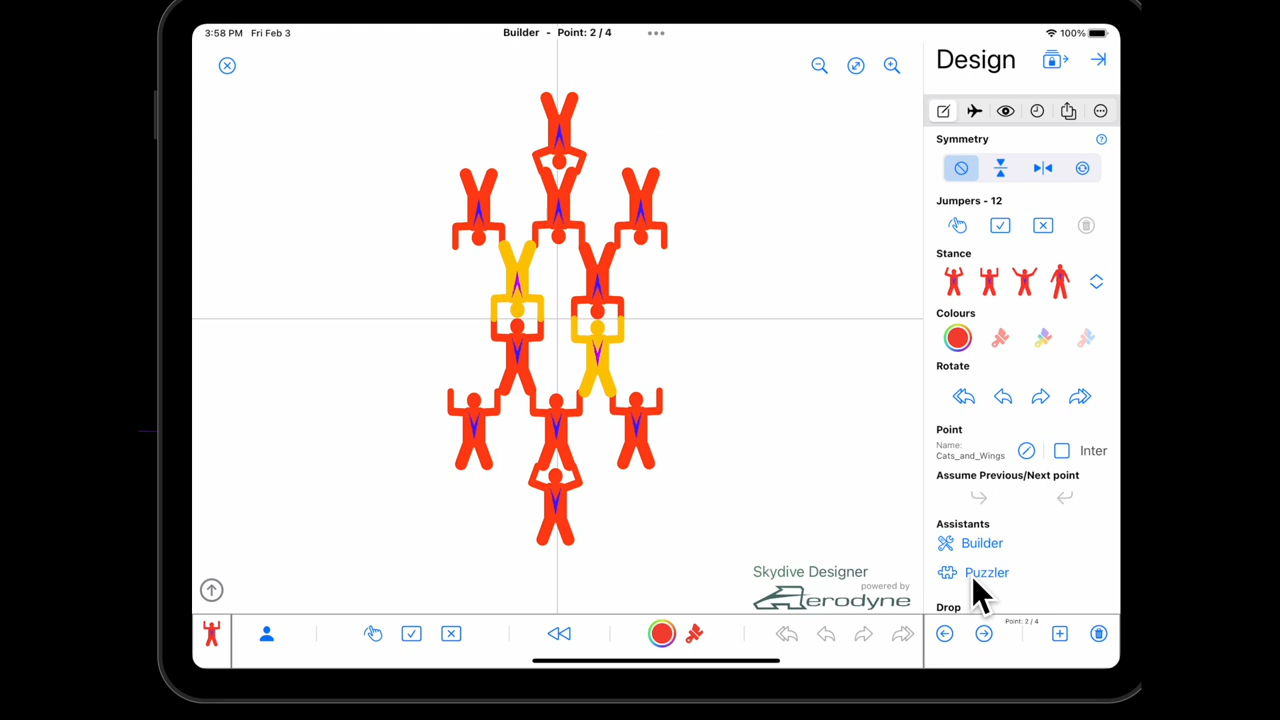 3:58 PM Fri Feb 3
Builder - Point: 2 / 4
100%
Design
Symmetry
Jumpers - 12
Stance
Colours
Rotate
Point
Name:
Cats_and_Wings
Inter
Assume Previous/Next point
Assistants
Builder
Puzzler
Drop
Skydive Designer
powered by
Aerodyne
Point: 2 / 4